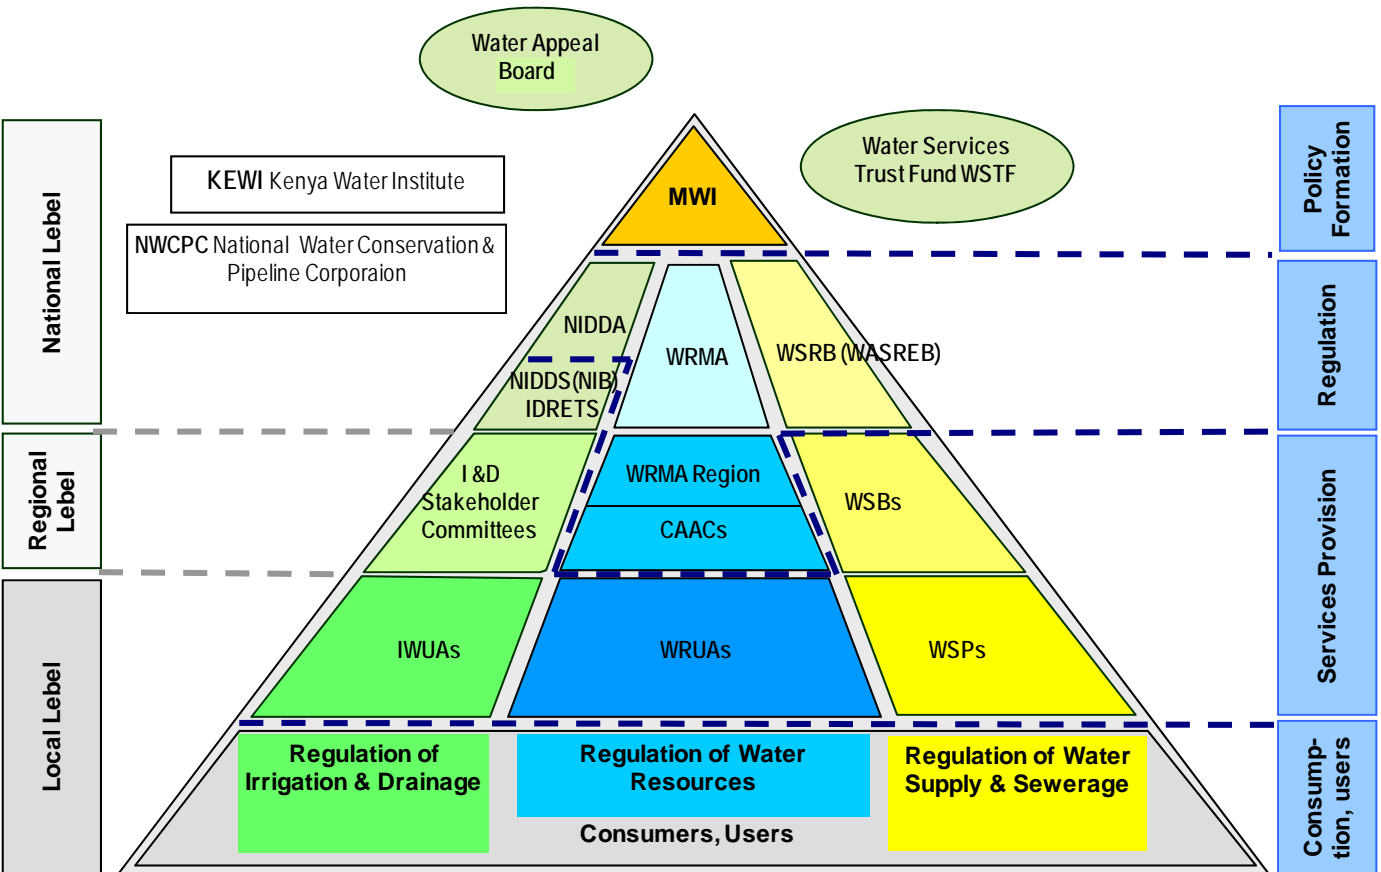 Water Appeal
Board
Water Services
Trust Fund WSTF
KEWI Kenya Water Institute
NWCPC National Water Conservation &
Pipeline Corporaion
National Lebel
Regional
Lebel
Local Lebel
MWI
NIDDA
NIDDS(NIB)
IDRETS
WRMA
WSRB (WASREB)
I &D
Stakeholder
Committees
WRMA Region
CAACs
WSBs
IWUAs
WRUAs
WSPs
Regulation of
Irrigation & Drainage
Regulation of Water
Resources
Regulation of Water
Supply & Sewerage
Consumers, Users
Policy
Formation
Regulation
Services Provision
Consump-
tion, users